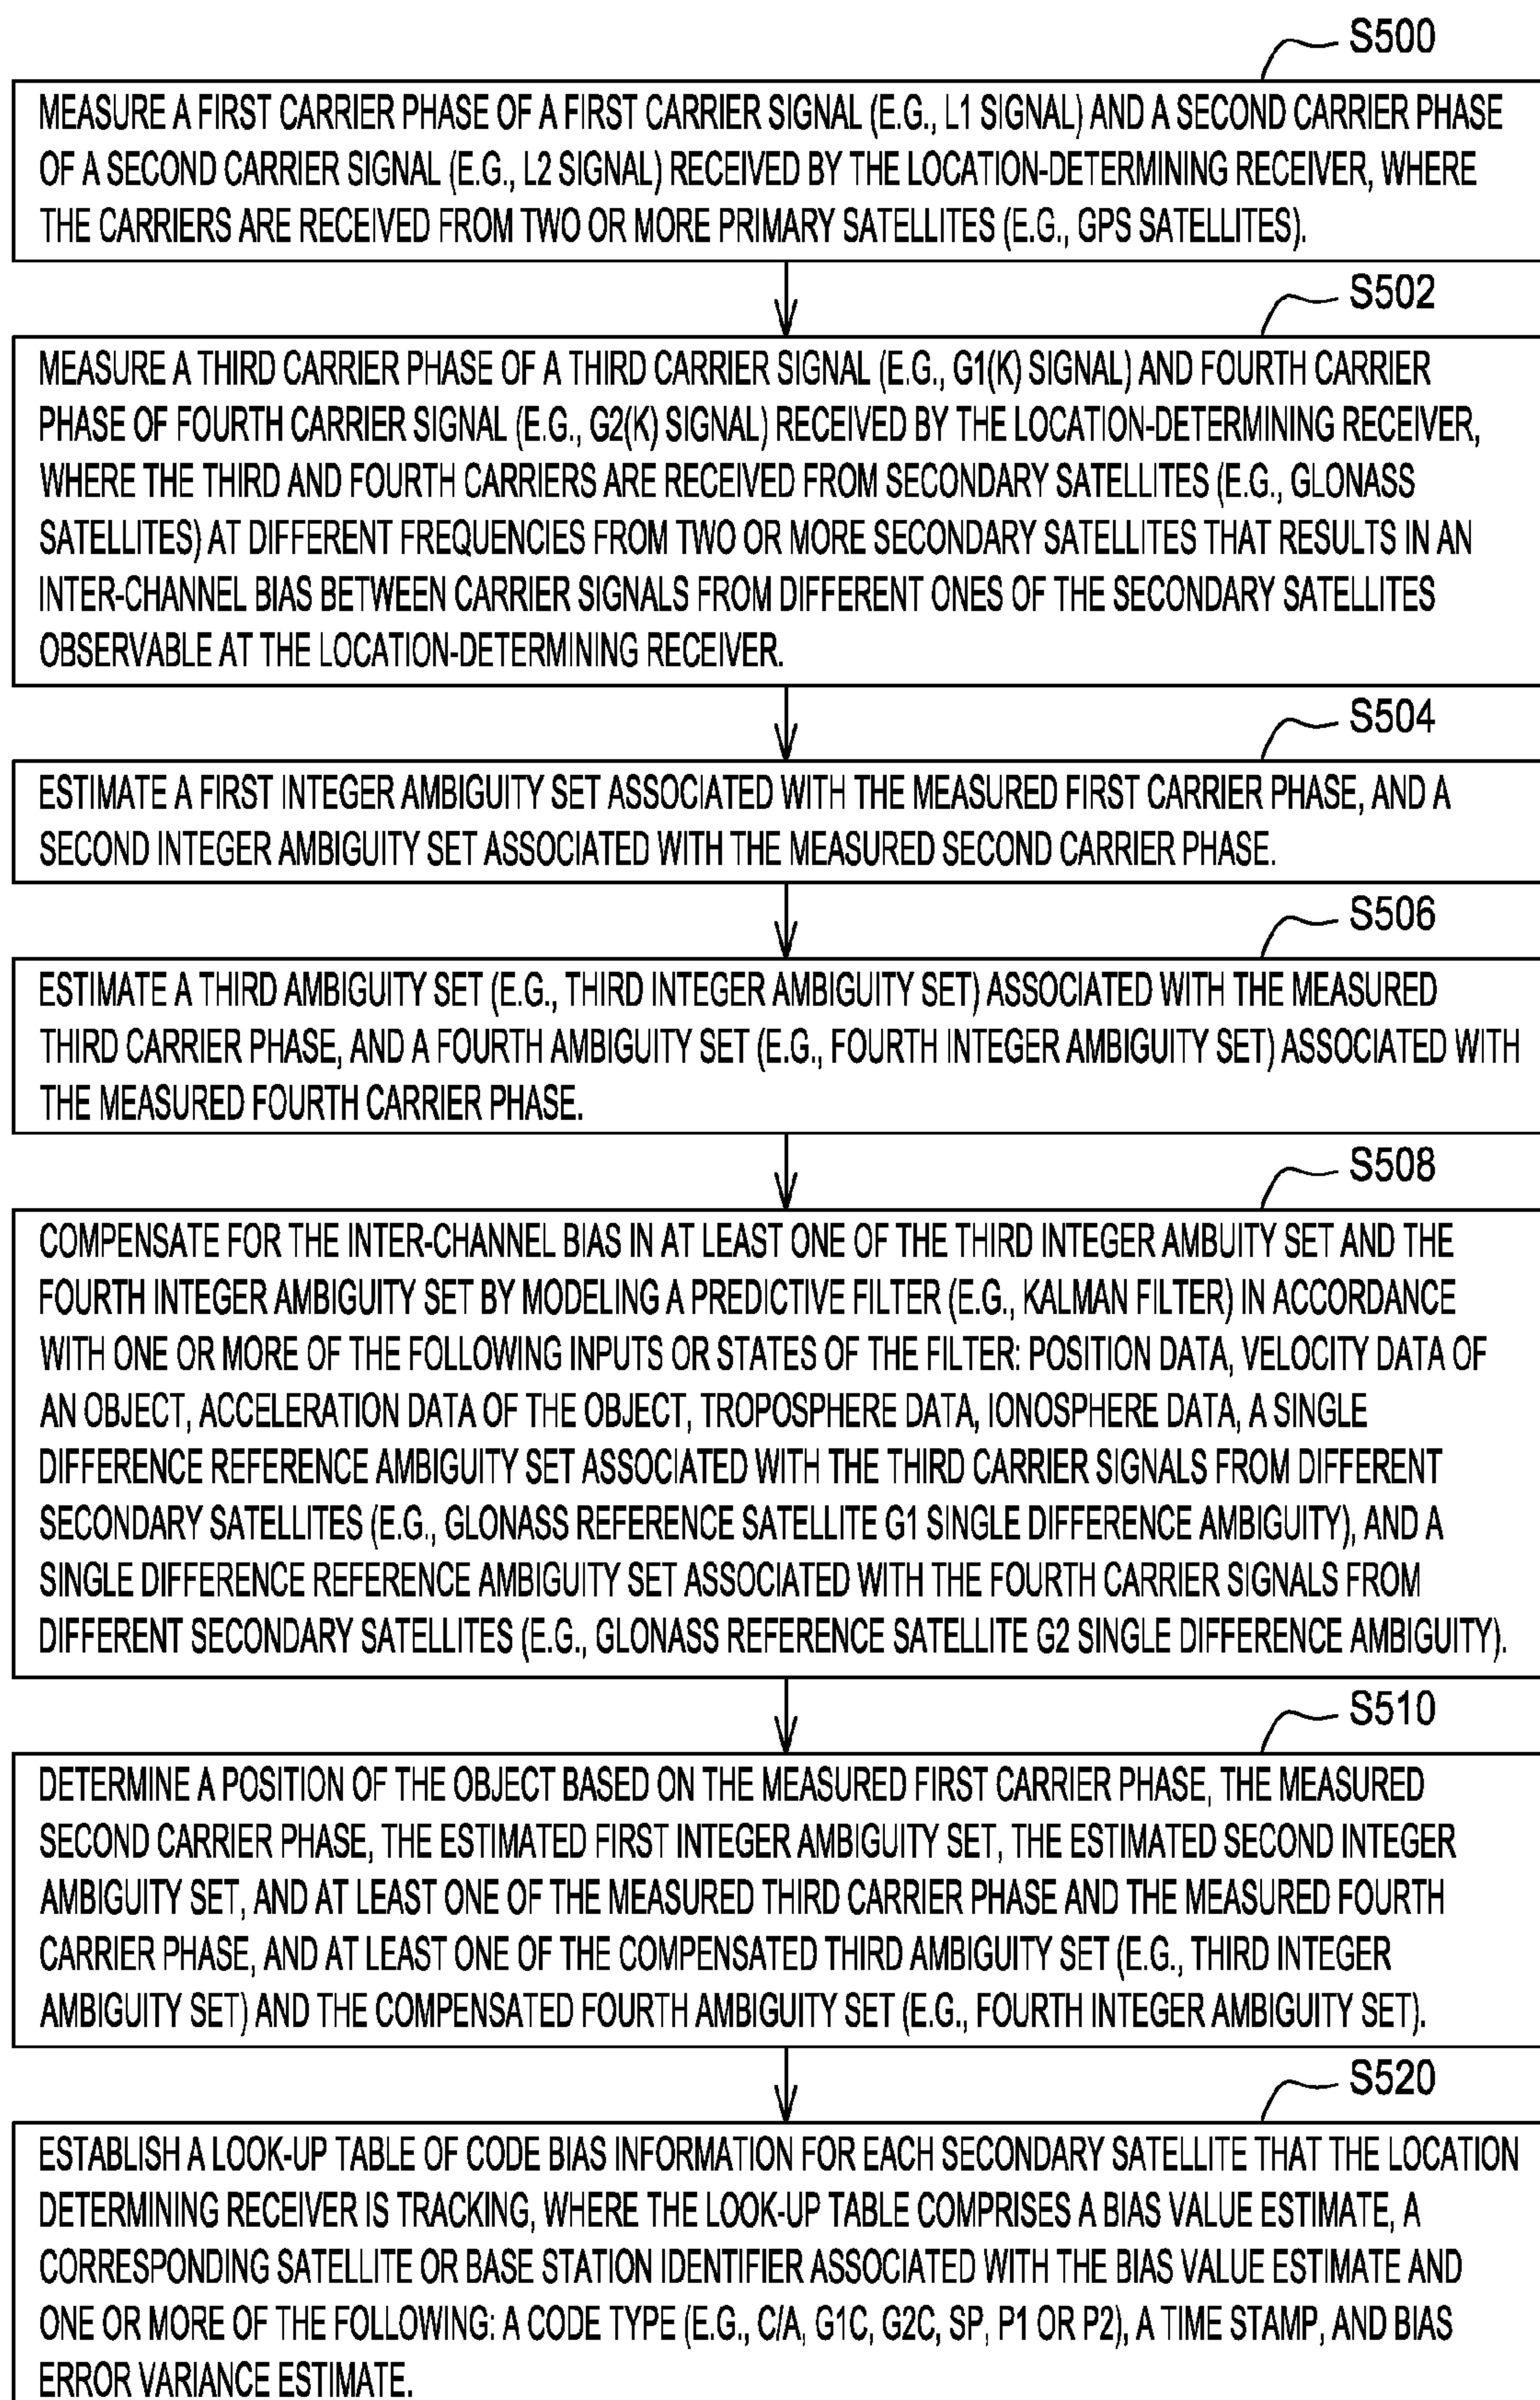 S500
MEASURE A FIRST CARRIER PHASE OF A FIRST CARRIER SIGNAL (E.G., L1 SIGNAL) AND A SECOND CARRIER PHASE
OF A SECOND CARRIER SIGNAL (E.G., L2 SIGNAL) RECEIVED BY THE LOCATION-DETERMINING RECEIVER, WHERE
THE CARRIERS ARE RECEIVED FROM TWO OR MORE PRIMARY SATELLITES (E.G., GPS SATELLITES).
S502
MEASURE A THIRD CARRIER PHASE OF A THIRD CARRIER SIGNAL (E.G., G1(K) SIGNAL) AND FOURTH CARRIER
PHASE OF FOURTH CARRIER SIGNAL (E.G., G2(K) SIGNAL) RECEIVED BY THE LOCATION-DETERMINING RECEIVER,
WHERE THE THIRD AND FOURTH CARRIERS ARE RECEIVED FROM SECONDARY SATELLITES (E.G., GLONASS
SATELLITES) AT DIFFERENT FREQUENCIES FROM TWO OR MORE SECONDARY SATELLITES THAT RESULTS IN AN
INTER-CHANNEL BIAS BETWEEN CARRIER SIGNALS FROM DIFFERENT ONES OF THE SECONDARY SATELLITES
OBSERVABLE AT THE LOCATION-DETERMINING RECEIVER.
S504
ESTIMATE A FIRST INTEGER AMBIGUITY SET ASSOCIATED WITH THE MEASURED FIRST CARRIER PHASE, AND A
SECOND INTEGER AMBIGUITY SET ASSOCIATED WITH THE MEASURED SECOND CARRIER PHASE.
S506
ESTIMATE A THIRD AMBIGUITY SET (E.G., THIRD INTEGER AMBIGUITY SET) ASSOCIATED WITH THE MEASURED
THIRD CARRIER PHASE, AND A FOURTH AMBIGUITY SET (E.G., FOURTH INTEGER AMBIGUITY SET) ASSOCIATED WITH
THE MEASURED FOURTH CARRIER PHASE.
S508
COMPENSATE FOR THE INTER-CHANNEL BIAS IN AT LEAST ONE OF THE THIRD INTEGER AMBUITY SET AND THE
FOURTH INTEGER AMBIGUITY SET BY MODELING A PREDICTIVE FILTER (E.G., KALMAN FILTER) IN ACCORDANCE
WITH ONE OR MORE OF THE FOLLOWING INPUTS OR STATES OF THE FILTER: POSITION DATA, VELOCITY DATA OF
AN OBJECT, ACCELERATION DATA OF THE OBJECT, TROPOSPHERE DATA, IONOSPHERE DATA, A SINGLE
DIFFERENCE REFERENCE AMBIGUITY SET ASSOCIATED WITH THE THIRD CARRIER SIGNALS FROM DIFFERENT
SECONDARY SATELLITES (E.G., GLONASS REFERENCE SATELLITE G1 SINGLE DIFFERENCE AMBIGUITY), AND A
SINGLE DIFFERENCE REFERENCE AMBIGUITY SET ASSOCIATED WITH THE FOURTH CARRIER SIGNALS FROM
DIFFERENT SECONDARY SATELLITES (E.G., GLONASS REFERENCE SATELLITE G2 SINGLE DIFFERENCE AMBIGUITY).
S510
DETERMINE A POSITION OF THE OBJECT BASED ON THE MEASURED FIRST CARRIER PHASE, THE MEASURED
SECOND CARRIER PHASE, THE ESTIMATED FIRST INTEGER AMBIGUITY SET, THE ESTIMATED SECOND INTEGER
AMBIGUITY SET, AND AT LEAST ONE OF THE MEASURED THIRD CARRIER PHASE AND THE MEASURED FOURTH
CARRIER PHASE, AND AT LEAST ONE OF THE COMPENSATED THIRD AMBIGUITY SET (E.G., THIRD INTEGER
AMBIGUITY SET) AND THE COMPENSATED FOURTH AMBIGUITY SET (E.G., FOURTH INTEGER AMBIGUITY SET).
S520
ESTABLISH A LOOK-UP TABLE OF CODE BIAS INFORMATION FOR EACH SECONDARY SATELLITE THAT THE LOCATION
DETERMINING RECEIVER IS TRACKING, WHERE THE LOOK-UP TABLE COMPRISES A BIAS VALUE ESTIMATE, A
CORRESPONDING SATELLITE OR BASE STATION IDENTIFIER ASSOCIATED WITH THE BIAS VALUE ESTIMATE AND
ONE OR MORE OF THE FOLLOWING: A CODE TYPE (E.G., C/A, G1C, G2C, SP, P1 OR P2), A TIME STAMP, AND BIAS
ERROR VARIANCE ESTIMATE.